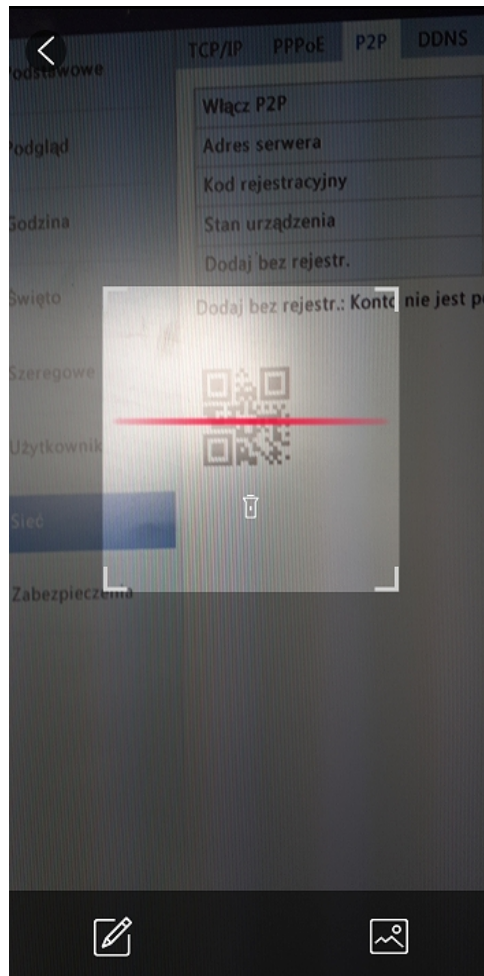 TCP/IP PPPoE P2P DDNS
Podstawowe
Włącz P2P
Podgląd
Adres serwera
Kod rejestracyjny
Godzina
Stan urządzenia
Dodaj bez rejestr.
Święto
Dodaj bez rejestr.: Konto nie jest
Szeregowe
Użytkownik
Sieć
Zabezpieczenia